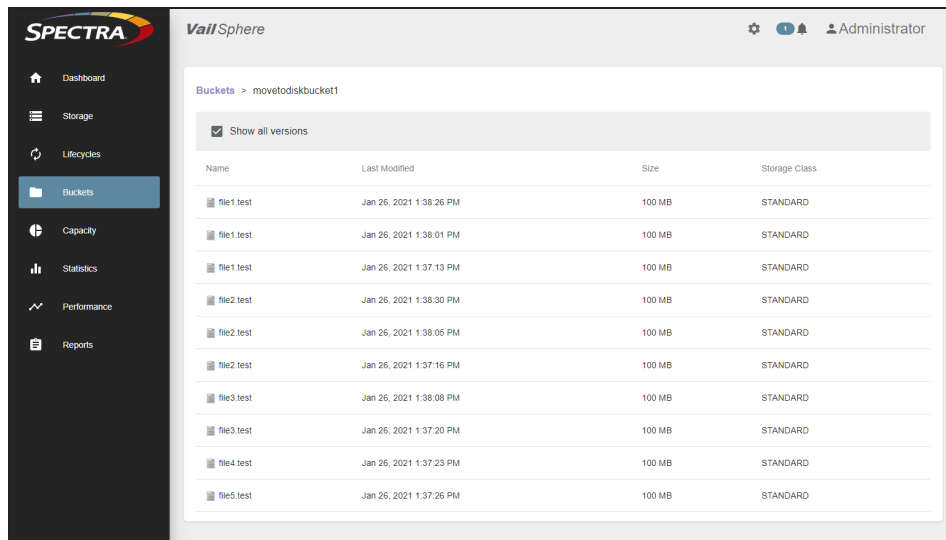 SPECTRA
VailSphere
1
Administrator
Dashboard
Storage
Lifecycles
Buckets
Capacity
Statistics
Performance
Reports
Buckets > movetodiskbucket1
Show all versions
Name Last Modified Size Storage Class
file1.test Jan 26, 2021 1:38:26 PM 100 MB STANDARD
file1.test Jan 26, 2021 1:38:01 PM 100 MB STANDARD
file1.test Jan 26, 2021 1:37:13 PM 100 MB STANDARD
file2.test Jan 26, 2021 1:38:30 PM 100 MB STANDARD
file2.test Jan 26, 2021 1:38:05 PM 100 MB STANDARD
file2.test Jan 26, 2021 1:37:16 PM 100 MB STANDARD
file3.test Jan 26, 2021 1:38:08 PM 100 MB STANDARD
file3.test Jan 26, 2021 1:37:20 PM 100 MB STANDARD
file4.test Jan 26, 2021 1:37:23 PM 100 MB STANDARD
file5.test Jan 26, 2021 1:37:26 PM 100 MB STANDARD